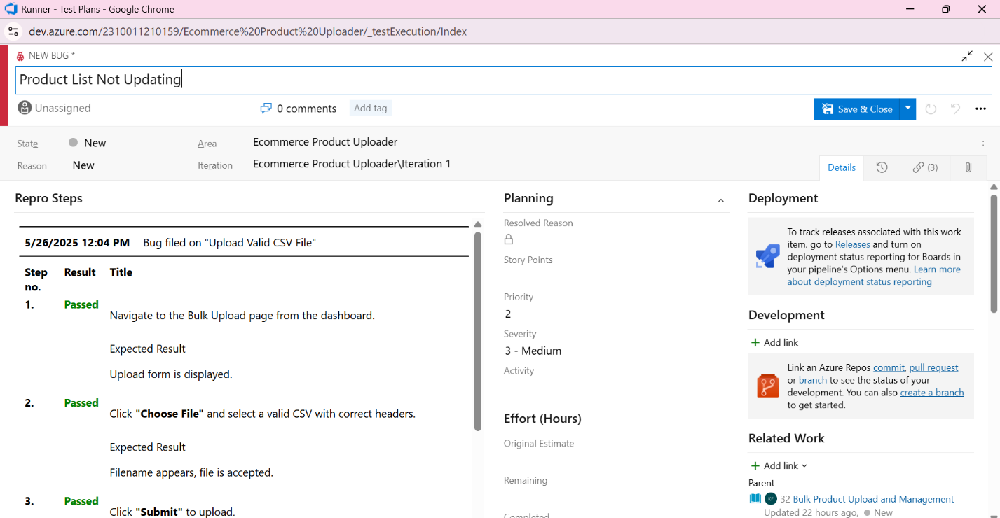 Runner - Test Plans - Google Chrome
dev.azure.com/2310011210159/Ecommerce%20Product%20Uploader/_testExecution/Index
NEW BUG *
Product List Not Updating
Unassigned
0 comments
Add tag
Save & Close
State
New
Area
Ecommerce Product Uploader
Reason
New
Iteration
Ecommerce Product Uploader\Iteration 1
Details
(3)
Repro Steps
5/26/2025 12:04 PM Bug filed on "Upload Valid CSV File"
Step no. Result Title
1. Passed
Navigate to the Bulk Upload page from the dashboard.
Expected Result
Upload form is displayed.
2. Passed
Click "Choose File" and select a valid CSV with correct headers.
Expected Result
Filename appears, file is accepted.
3. Passed
Click "Submit" to upload.
Planning
Resolved Reason
Story Points
Priority
2
Severity
3 - Medium
Activity
Effort (Hours)
Original Estimate
Remaining
Completed
Deployment
To track releases associated with this work
item, go to Releases and turn on
deployment status reporting for Boards in
your pipeline's Options menu. Learn more
about deployment status reporting
Development
+ Add link
Link an Azure Repos commit, pull request
or branch to see the status of your
development. You can also create a branch
to get started.
Related Work
+ Add link
Parent
KF 32 Bulk Product Upload and Management
Updated 22 hours ago, New